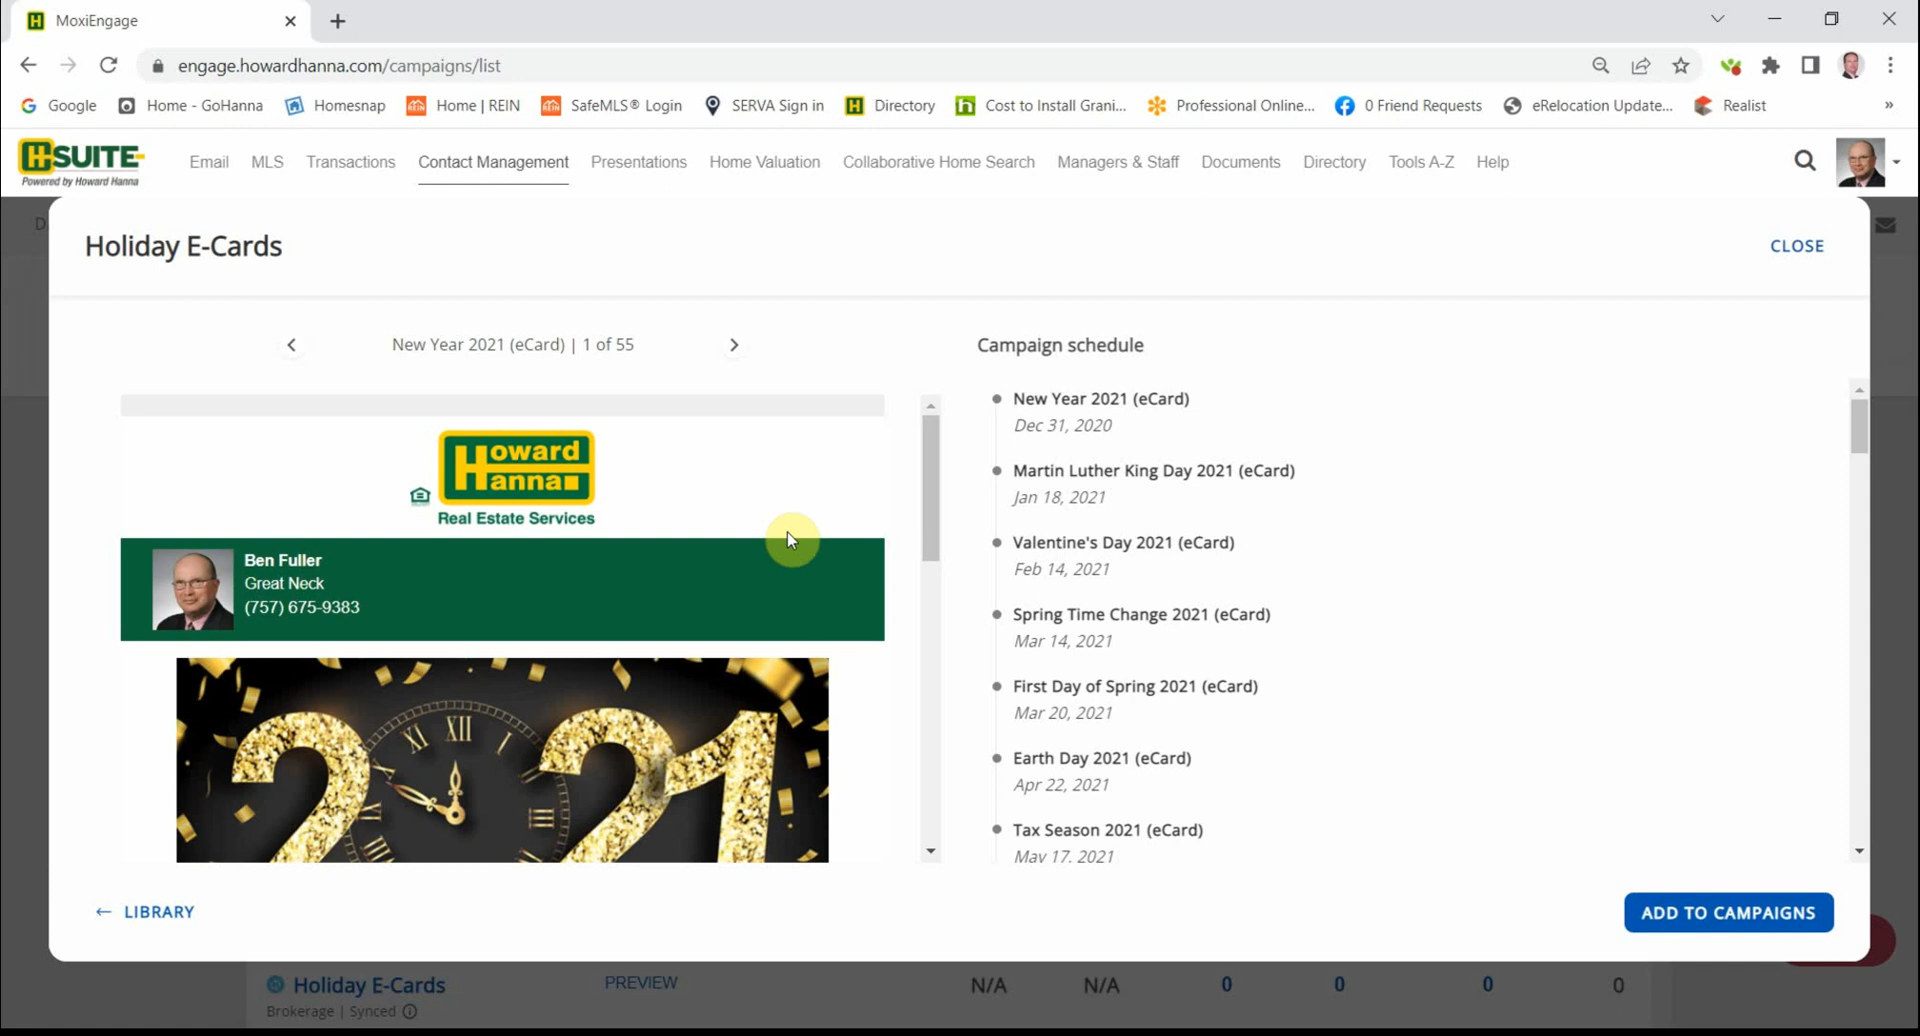 MoxiEngage
engage.howardhanna.com/campaigns/list
Google Home - GoHanna Homesnap Home | REIN SafeMLS® Login SERVA Sign in Directory Cost to Install Grani... Professional Online... 0 Friend Requests eRelocation Update... Realist »
H SUITE
Powered by Howard Hanna
Email MLS Transactions Contact Management Presentations Home Valuation Collaborative Home Search Managers & Staff Documents Directory Tools A-Z Help
D
Holiday E-Cards
CLOSE
New Year 2021 (eCard) | 1 of 55
Howard
Hanna
Real Estate Services
Ben Fuller
Great Neck
(757) 675-9383
2021
XI XII I
Campaign schedule
New Year 2021 (eCard)
Dec 31, 2020
Martin Luther King Day 2021 (eCard)
Jan 18, 2021
Valentine's Day 2021 (eCard)
Feb 14, 2021
Spring Time Change 2021 (eCard)
Mar 14, 2021
First Day of Spring 2021 (eCard)
Mar 20, 2021
Earth Day 2021 (eCard)
Apr 22, 2021
Tax Season 2021 (eCard)
May 17, 2021
← LIBRARY
ADD TO CAMPAIGNS
Holiday E-Cards PREVIEW N/A N/A 0 0 0 0
Brokerage | Synced